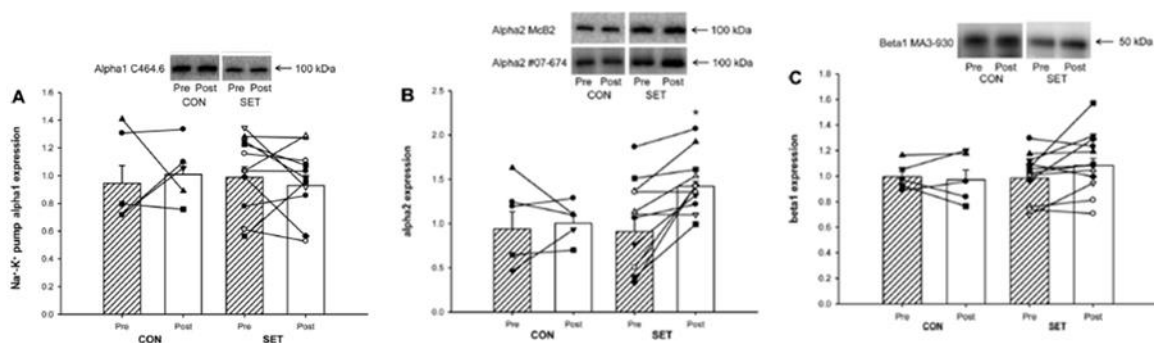 Alpha1 C464.6
← 100 kDa
Pre Post Pre Post
CON SET
A
Na⁺-K⁺ pump alpha1 expression
1.6
1.4
1.2
1.0
0.8
0.6
0.4
0.2
0.0
Pre Post Pre Post
CON SET
Alpha2 McB2
← 100 kDa
Alpha2 #07-674
← 100 kDa
Pre Post Pre Post
CON SET
B
alpha2 expression
2.5
2.0
1.5
1.0
0.5
0.0
*
Pre Post Pre Post
CON SET
Beta1 MA3-930
← 50 kDa
Pre Post Pre Post
CON SET
C
beta1 expression
1.8
1.6
1.4
1.2
1.0
0.8
0.6
0.4
0.2
0.0
Pre Post Pre Post
CON SET